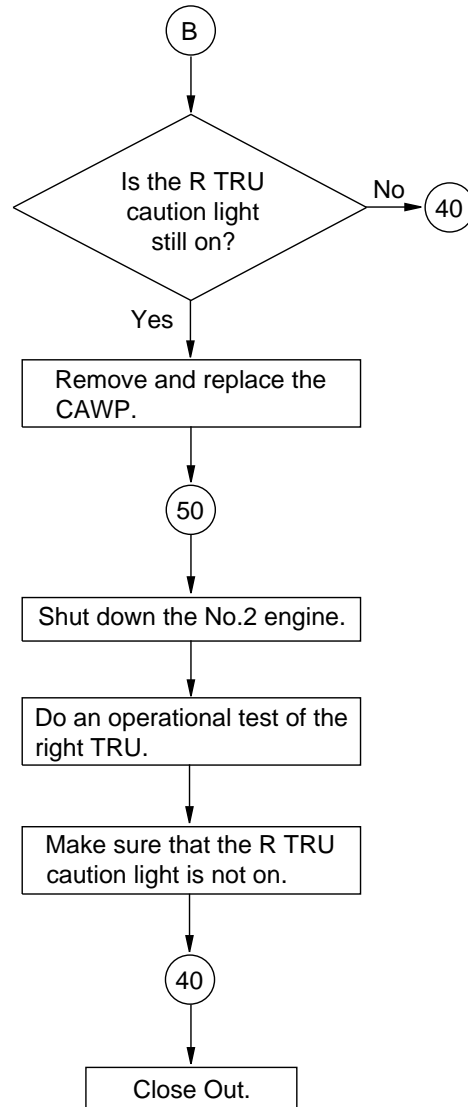 B
Is the R TRU
caution light
still on?
No
40
Yes
Remove and replace the
CAWP.
50
Shut down the No.2 engine.
Do an operational test of the
right TRU.
Make sure that the R TRU
caution light is not on.
40
Close Out.